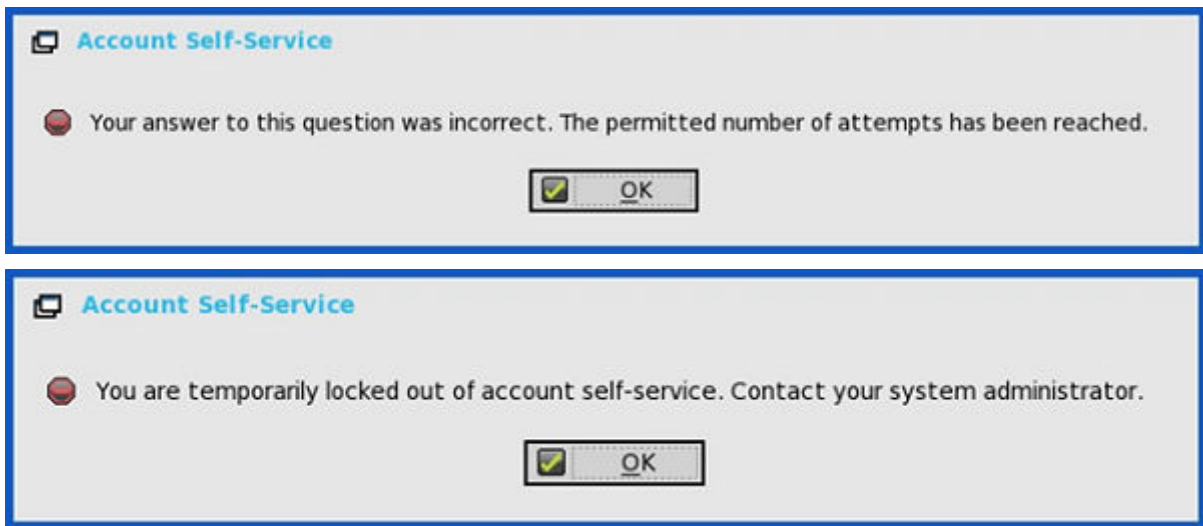 Account Self-Service
Your answer to this question was incorrect. The permitted number of attempts has been reached.
OK
Account Self-Service
You are temporarily locked out of account self-service. Contact your system administrator.
OK